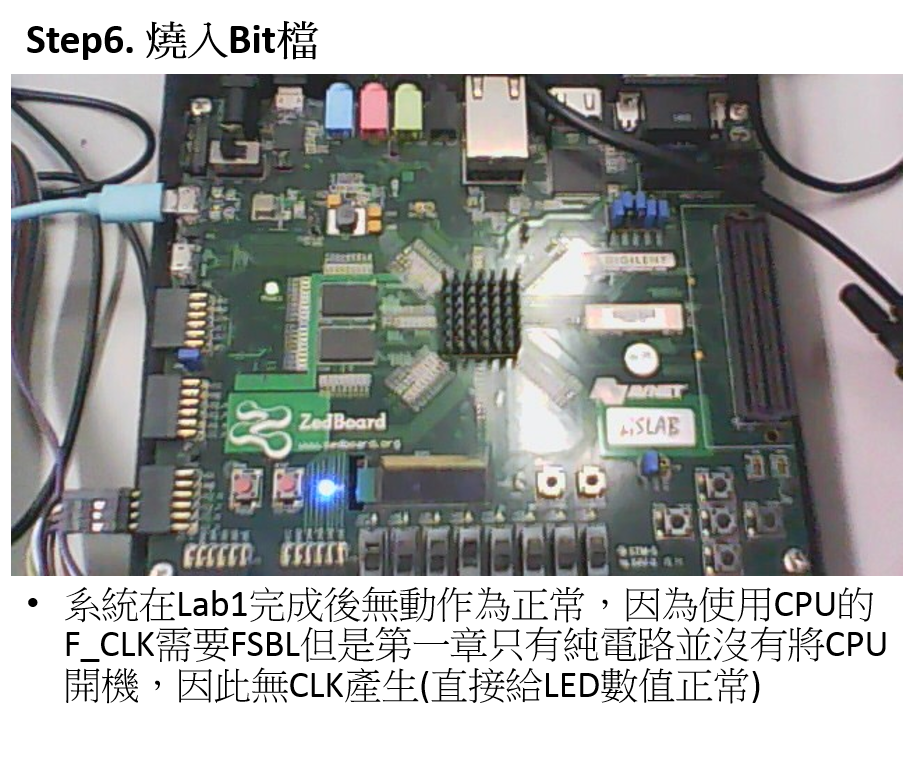 Step6. 燒入Bit檔
DIGILENT
AVNET
ZedBoard
www.zedboard.org
LiSLAB
• 系統在Lab1完成後無動作為正常，因為使用CPU的
F_CLK需要FSBL但是第一章只有純電路並沒有將CPU
開機，因此無CLK產生(直接給LED數值正常)